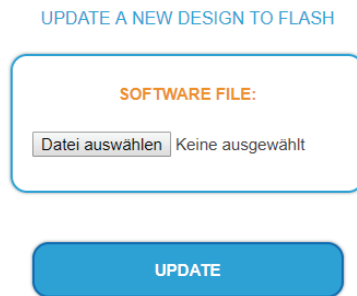 UPDATE A NEW DESIGN TO FLASH
SOFTWARE FILE:
Datei auswählen Keine ausgewählt
UPDATE